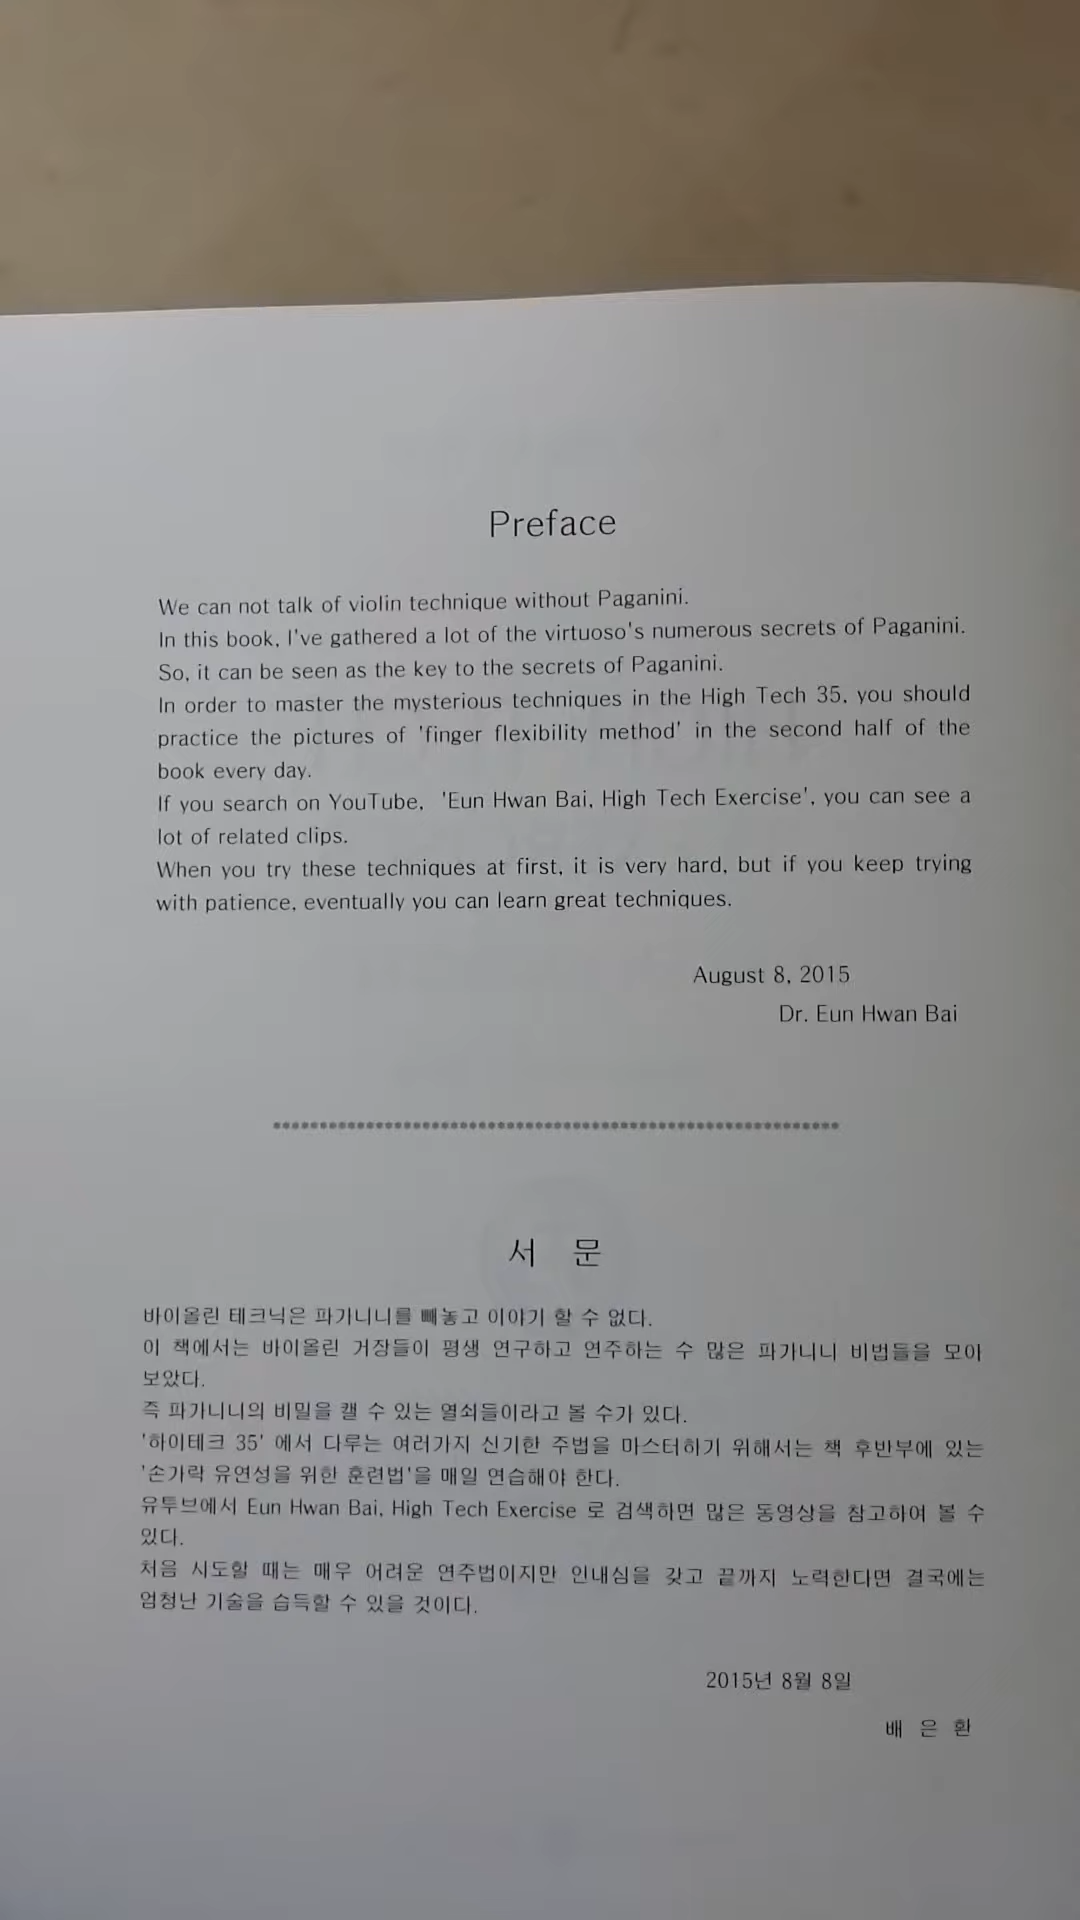 Preface
We can not talk of violin technique without Paganini.
In this book, I've gathered a lot of the virtuoso's numerous secrets of Paganini.
So, it can be seen as the key to the secrets of Paganini.
In order to master the mysterious techniques in the High Tech 35, you should
practice the pictures of 'finger flexibility method' in the second half of the
book every day.
If you search on YouTube, 'Eun Hwan Bai, High Tech Exercise', you can see a
lot of related clips.
When you try these techniques at first, it is very hard, but if you keep trying
with patience, eventually you can learn great techniques.
August 8, 2015
Dr. Eun Hwan Bai
서 문
바이올린 테크닉은 파가니니를 빼놓고 이야기 할 수 없다.
이 책에서는 바이올린 거장들이 평생 연구하고 연주하는 수 많은 파가니니 비법들을 모아
보았다.
즉 파가니니의 비밀을 캘 수 있는 열쇠들이라고 볼 수가 있다.
'하이테크 35' 에서 다루는 여러가지 신기한 주법을 마스터하기 위해서는 책 후반부에 있는
'손가락 유연성을 위한 훈련법'을 매일 연습해야 한다.
유투브에서 Eun Hwan Bai, High Tech Exercise 로 검색하면 많은 동영상을 참고하여 볼 수
있다.
처음 시도할 때는 매우 어려운 연주법이지만 인내심을 갖고 끝까지 노력한다면 결국에는
엄청난 기술을 습득할 수 있을 것이다.
2015년 8월 8일
배 은 환